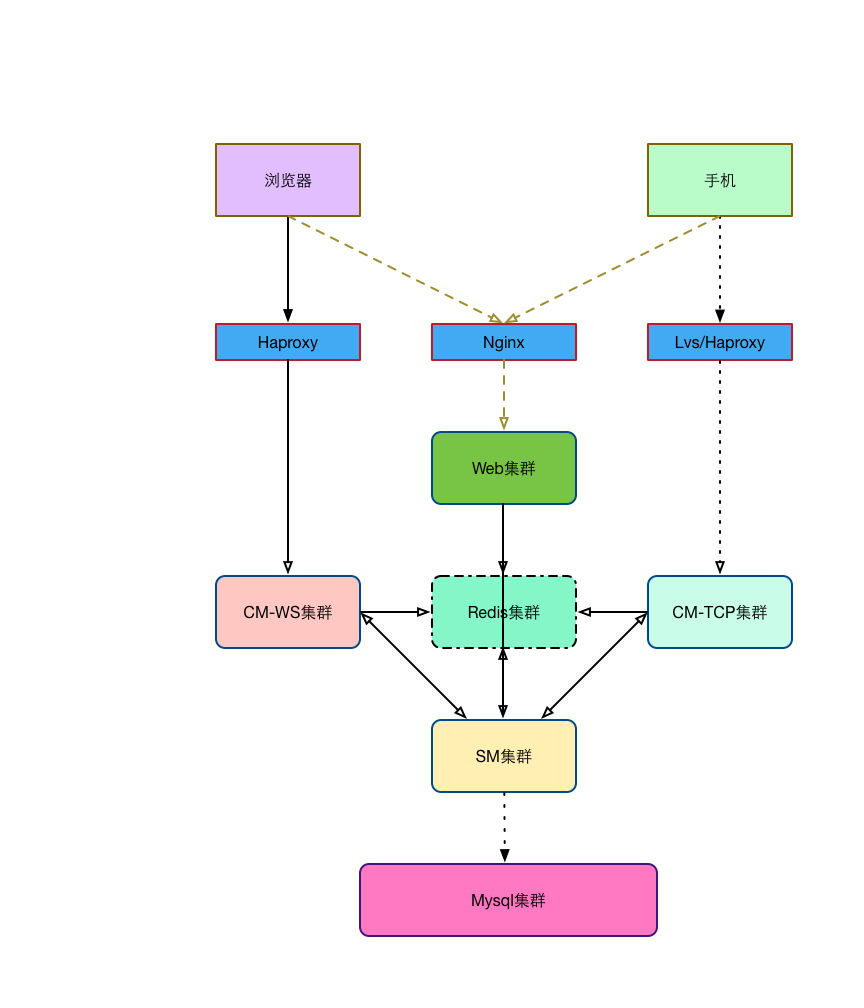 浏览器
手机
Haproxy
Nginx
Lvs/Haproxy
Web集群
CM-WS集群
Redis集群
CM-TCP集群
SM集群
Mysql集群